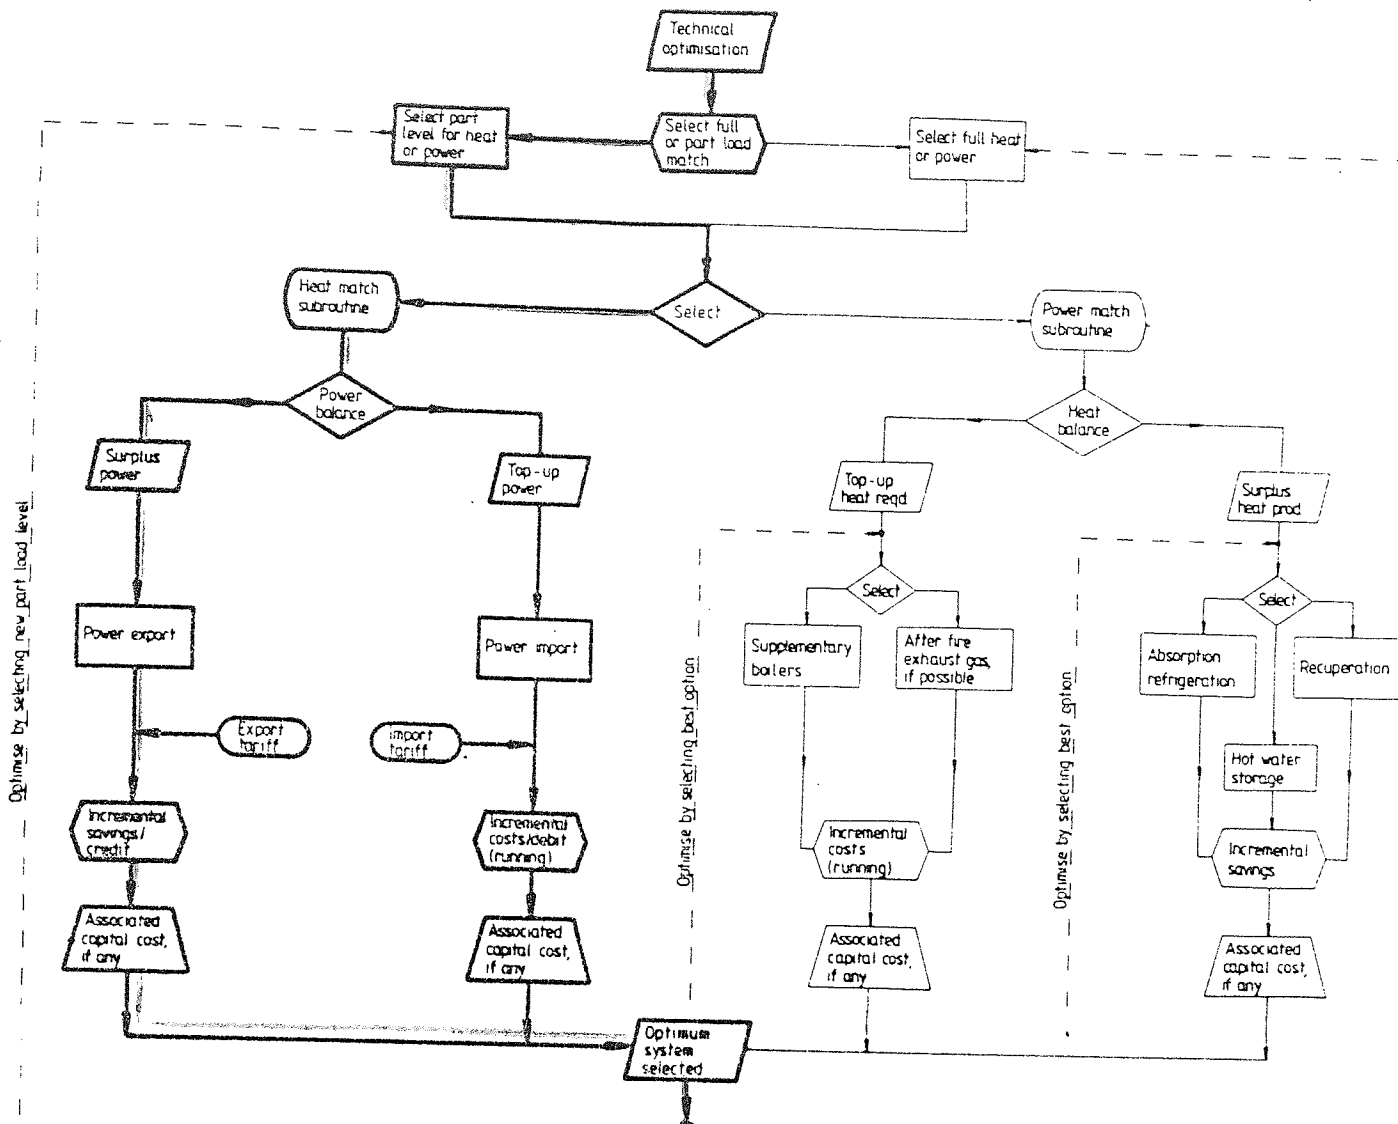 Technical
optimisation
Select part
level for heat
or power
Select full
or part load
match
Select full heat
or power
Heat match
subroutine
Select
Power match
subroutine
Power
balance
Heat
balance
Surplus
power
Top-up
power
Top-up
heat reqd
Surplus
heat prod
Select
Select
Power export
Power import
Supplementary
boilers
After fire
exhaust gas,
if possible
Absorption
refrigeration
Recuperation
Export
tariff
import
tariff
Hot water
storage
Incremental
savings/
credit
Incremental
costs/debit
(running)
Incremental
costs
(running)
Incremental
savings
Associated
capital cost,
if any
Associated
capital cost,
if any
Associated
capital cost,
if any
Associated
capital cost,
if any
Optimum
system
selected
Optimise by selecting new part load level
Optimise by selecting best option
Optimise by selecting best option